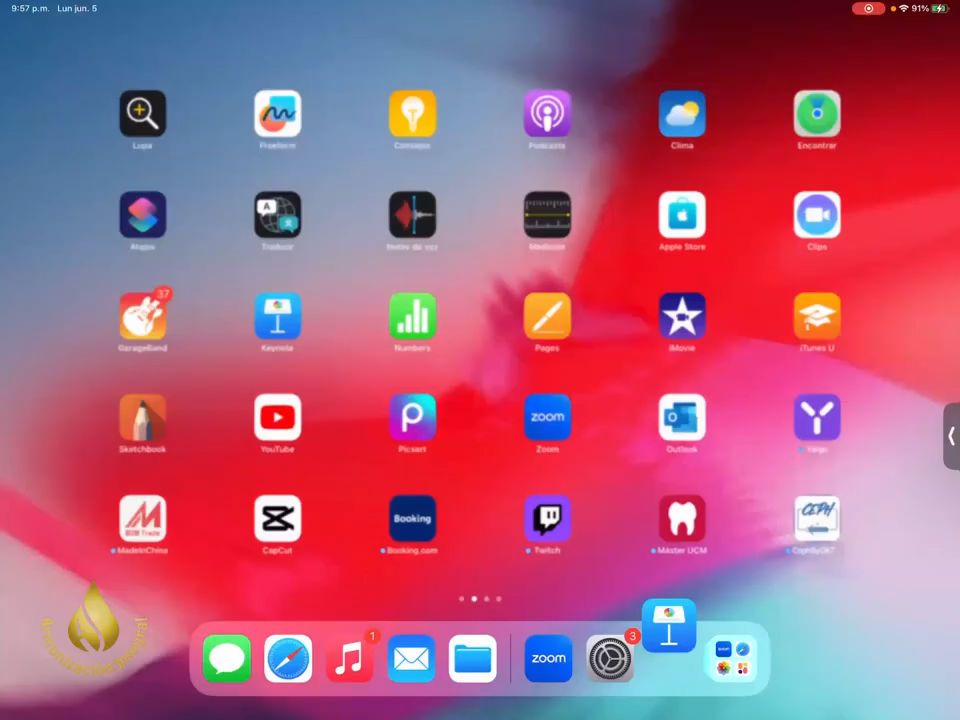 9:57 p.m. Lun jun. 5
91%
Lupa
Freeform
Consejos
Podcasts
Clima
Encontrar
Atajos
Traducir
Notas de voz
Medición
Apple Store
Clips
37
GarageBand
Keynote
Numbers
Pages
iMovie
iTunes U
Sketchbook
YouTube
Picsart
zoom
Zoom
Outlook
MadeInChina
CapCut
Booking
Booking.com
Twitch
Máster UCM
CEPH
1
zoom
3